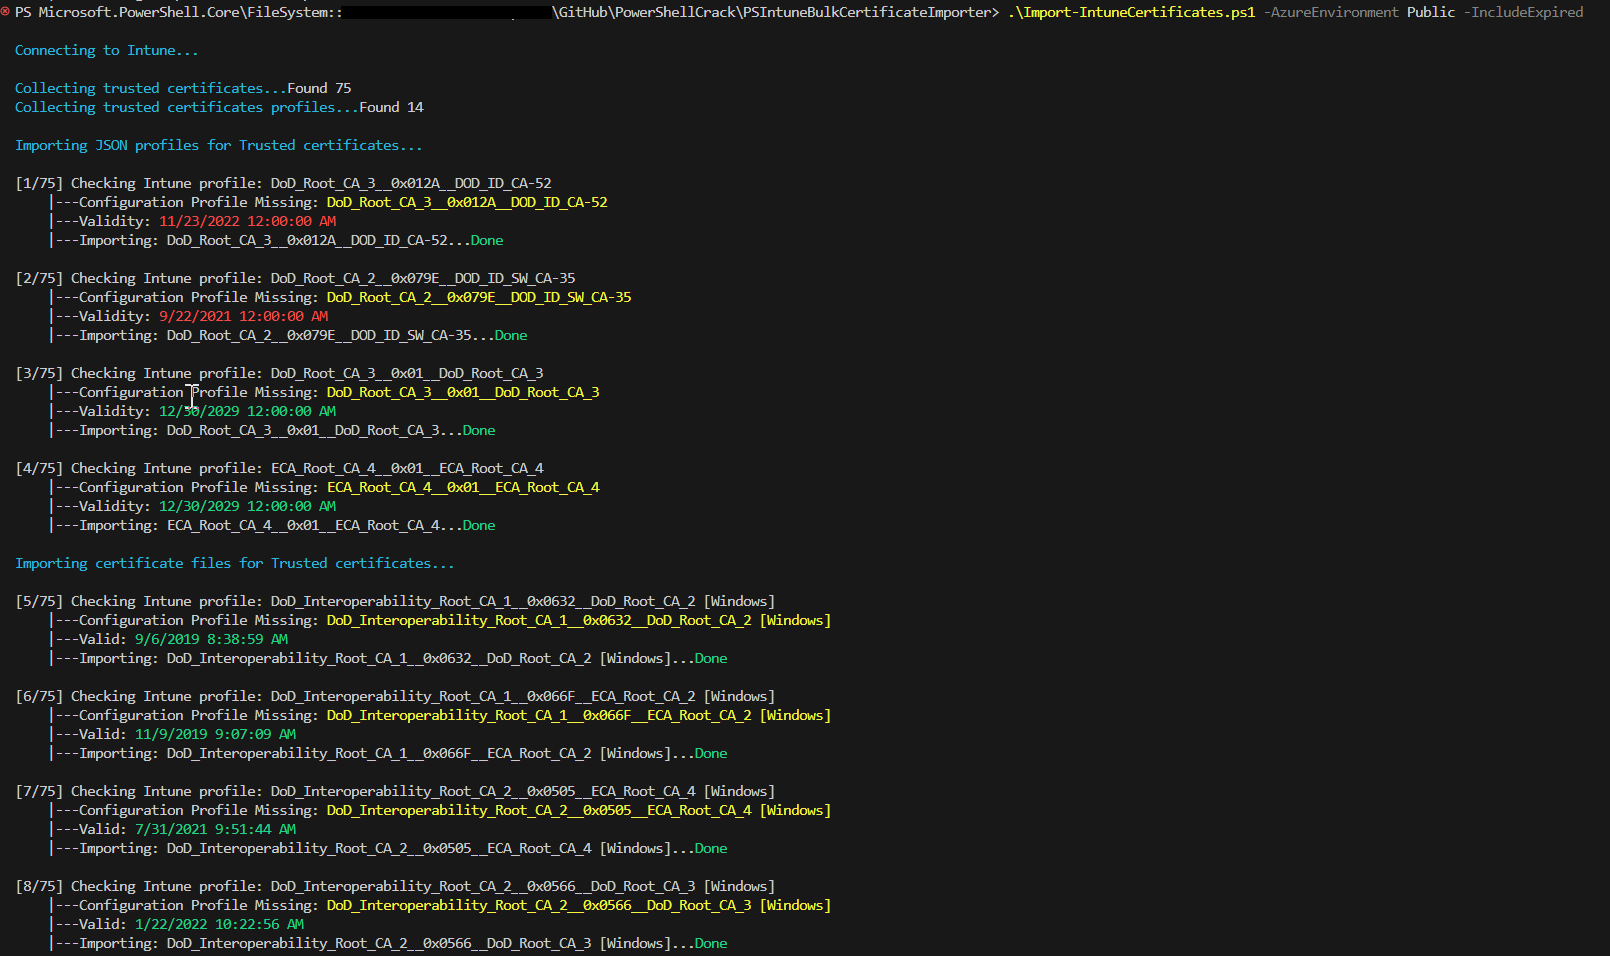 PS Microsoft.PowerShell.Core\FileSystem:: \GitHub\PowerShellCrack\PSIntuneBulkCertificateImporter> .\Import-IntuneCertificates.ps1 -AzureEnvironment Public -IncludeExpired
Connecting to Intune...
Collecting trusted certificates...Found 75
Collecting trusted certificates profiles...Found 14
Importing JSON profiles for Trusted certificates...
[1/75] Checking Intune profile: DoD_Root_CA_3__0x012A__DOD_ID_CA-52
|---Configuration Profile Missing: DoD_Root_CA_3__0x012A__DOD_ID_CA-52
|---Validity: 11/23/2022 12:00:00 AM
|---Importing: DoD_Root_CA_3__0x012A__DOD_ID_CA-52...Done
[2/75] Checking Intune profile: DoD_Root_CA_2__0x079E__DOD_ID_SW_CA-35
|---Configuration Profile Missing: DoD_Root_CA_2__0x079E__DOD_ID_SW_CA-35
|---Validity: 9/22/2021 12:00:00 AM
|---Importing: DoD_Root_CA_2__0x079E__DOD_ID_SW_CA-35...Done
[3/75] Checking Intune profile: DoD_Root_CA_3__0x01__DoD_Root_CA_3
|---Configuration Profile Missing: DoD_Root_CA_3__0x01__DoD_Root_CA_3
|---Validity: 12/30/2029 12:00:00 AM
|---Importing: DoD_Root_CA_3__0x01__DoD_Root_CA_3...Done
[4/75] Checking Intune profile: ECA_Root_CA_4__0x01__ECA_Root_CA_4
|---Configuration Profile Missing: ECA_Root_CA_4__0x01__ECA_Root_CA_4
|---Validity: 12/30/2029 12:00:00 AM
|---Importing: ECA_Root_CA_4__0x01__ECA_Root_CA_4...Done
Importing certificate files for Trusted certificates...
[5/75] Checking Intune profile: DoD_Interoperability_Root_CA_1__0x0632__DoD_Root_CA_2 [Windows]
|---Configuration Profile Missing: DoD_Interoperability_Root_CA_1__0x0632__DoD_Root_CA_2 [Windows]
|---Valid: 9/6/2019 8:38:59 AM
|---Importing: DoD_Interoperability_Root_CA_1__0x0632__DoD_Root_CA_2 [Windows]...Done
[6/75] Checking Intune profile: DoD_Interoperability_Root_CA_1__0x066F__ECA_Root_CA_2 [Windows]
|---Configuration Profile Missing: DoD_Interoperability_Root_CA_1__0x066F__ECA_Root_CA_2 [Windows]
|---Valid: 11/9/2019 9:07:09 AM
|---Importing: DoD_Interoperability_Root_CA_1__0x066F__ECA_Root_CA_2 [Windows]...Done
[7/75] Checking Intune profile: DoD_Interoperability_Root_CA_2__0x0505__ECA_Root_CA_4 [Windows]
|---Configuration Profile Missing: DoD_Interoperability_Root_CA_2__0x0505__ECA_Root_CA_4 [Windows]
|---Valid: 7/31/2021 9:51:44 AM
|---Importing: DoD_Interoperability_Root_CA_2__0x0505__ECA_Root_CA_4 [Windows]...Done
[8/75] Checking Intune profile: DoD_Interoperability_Root_CA_2__0x0566__DoD_Root_CA_3 [Windows]
|---Configuration Profile Missing: DoD_Interoperability_Root_CA_2__0x0566__DoD_Root_CA_3 [Windows]
|---Valid: 1/22/2022 10:22:56 AM
|---Importing: DoD_Interoperability_Root_CA_2__0x0566__DoD_Root_CA_3 [Windows]...Done